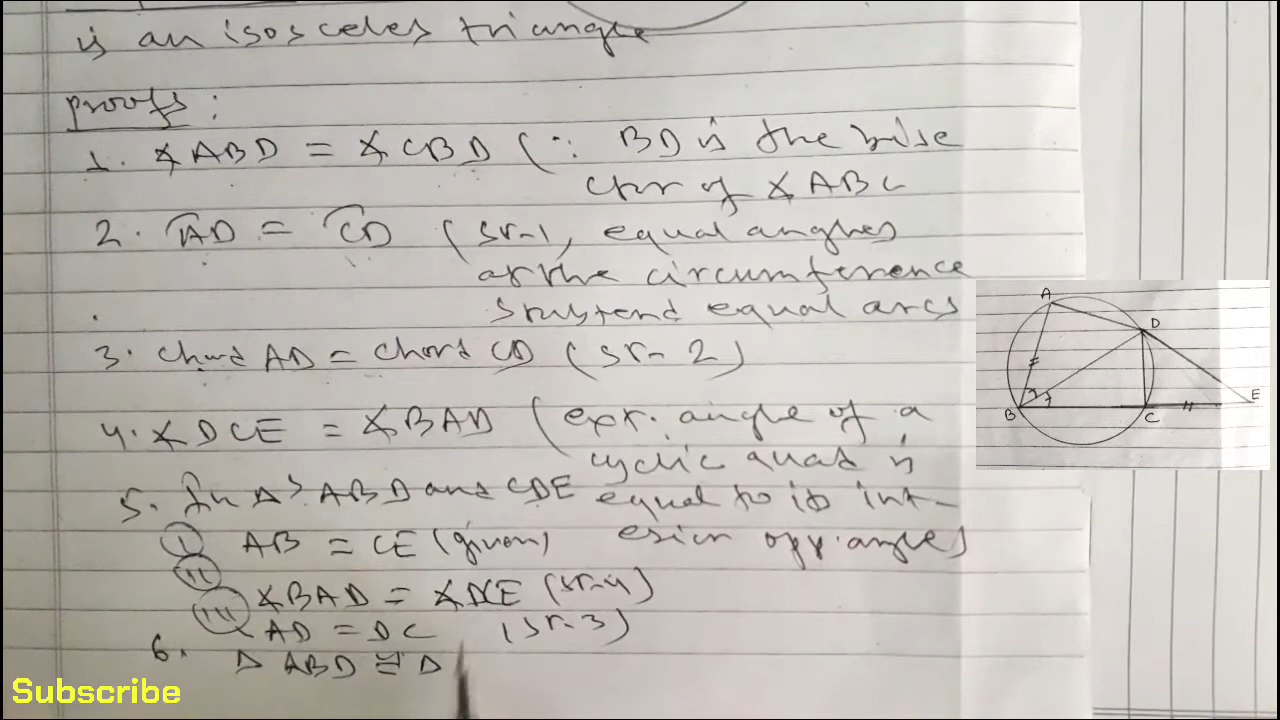 is an isosceles triangle
proofs:
1. ∡ABD = ∡CBD (∵ BD is the bise
ctor of ∡ABC
2. AD = CD (sr-1, equal angles
at the circumference
subtend equal arcs
3. Chord AD = chord CD (sr-2)
4. ∡DCE = ∡BAD (ext. angle of a
cyclic quad is
5. In Δˢ ABD and CDE equal to its int-
erior opp. angles)
(i) AB = CE (given)
(ii) ∡BAD = ∡DCE (sr-4)
(iii) AD = DC (sr-3)
6. Δ ABD ≅ Δ
A
D
B
C
E
Subscribe